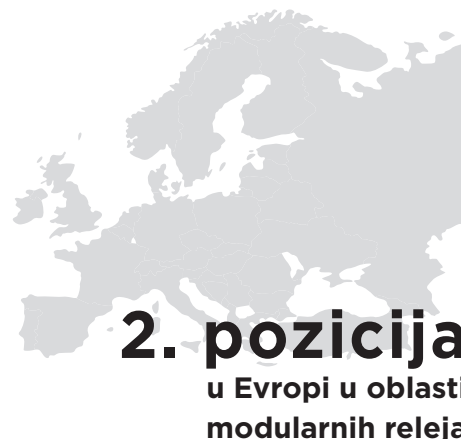 2. pozicija
u Evropi u oblasti
modularnih releja